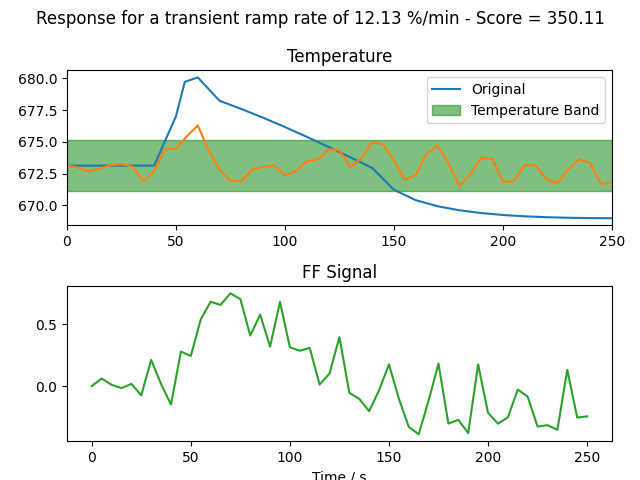 Response for a transient ramp rate of 12.13 %/min - Score = 350.11
Temperature
680.0
677.5
675.0
672.5
670.0
Original
Temperature Band
0 50 100 150 200 250
FF Signal
0.5
0.0
0 50 100 150 200 250
Time / s